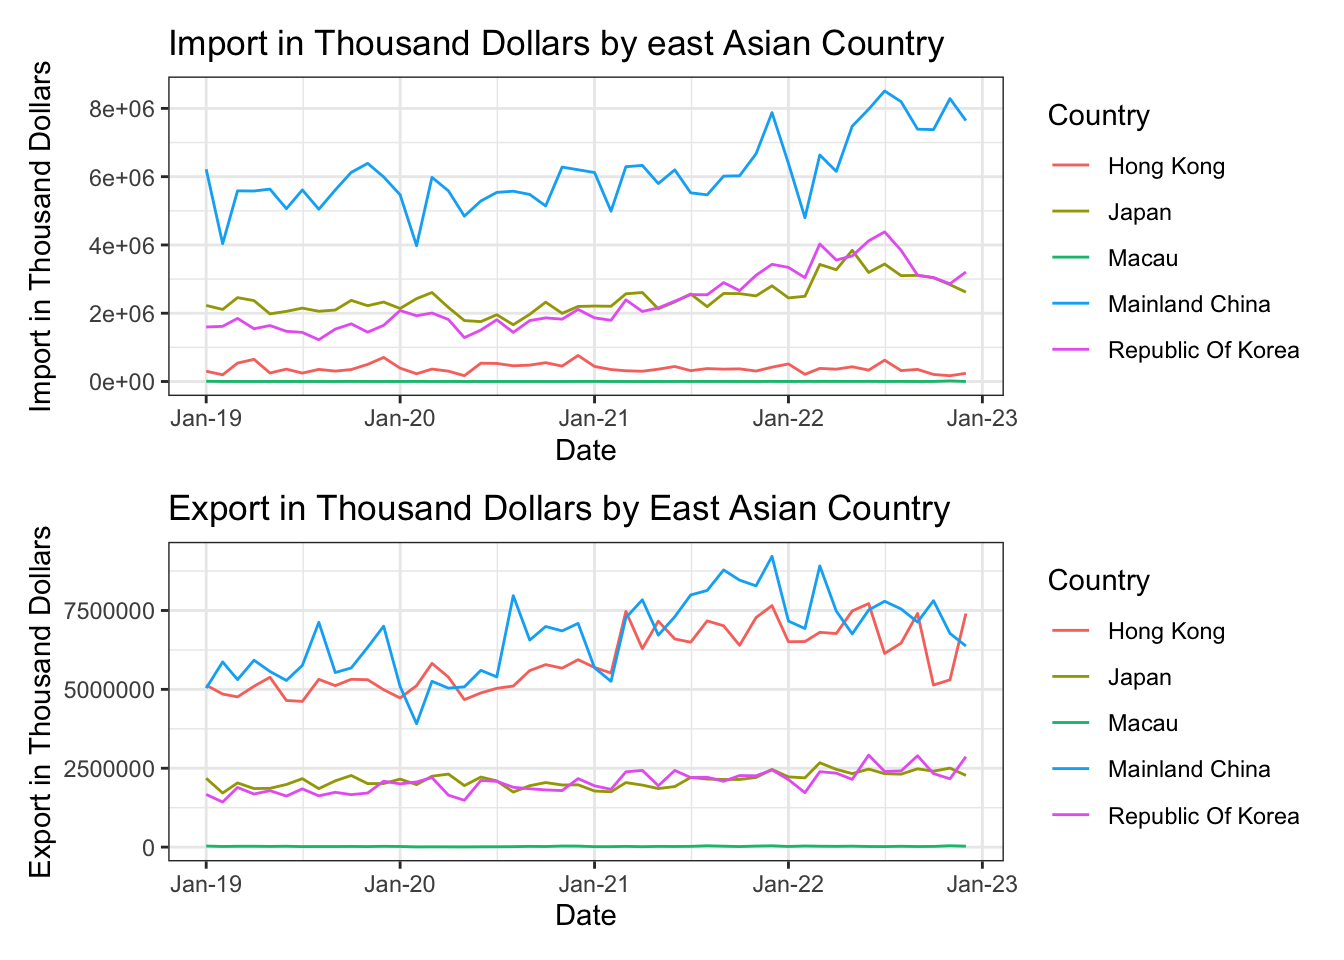 Import in Thousand Dollars by east Asian Country
Import in Thousand Dollars
8e+06
6e+06
4e+06
2e+06
0e+00
Jan-19 Jan-20 Jan-21 Jan-22 Jan-23
Date
Country
Hong Kong
Japan
Macau
Mainland China
Republic Of Korea
Export in Thousand Dollars by East Asian Country
Export in Thousand Dollars
7500000
5000000
2500000
0
Jan-19 Jan-20 Jan-21 Jan-22 Jan-23
Date
Country
Hong Kong
Japan
Macau
Mainland China
Republic Of Korea